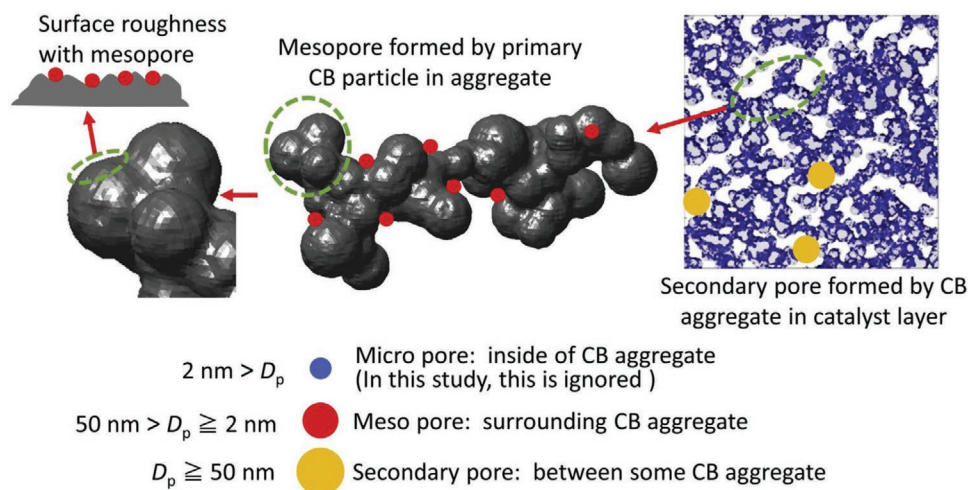 Surface roughness
with mesopore
Mesopore formed by primary
CB particle in aggregate
Secondary pore formed by CB
aggregate in catalyst layer
2 nm > Dp
Micro pore: inside of CB aggregate
(In this study, this is ignored )
50 nm > Dp ≧ 2 nm
Meso pore: surrounding CB aggregate
Dp ≧ 50 nm
Secondary pore: between some CB aggregate